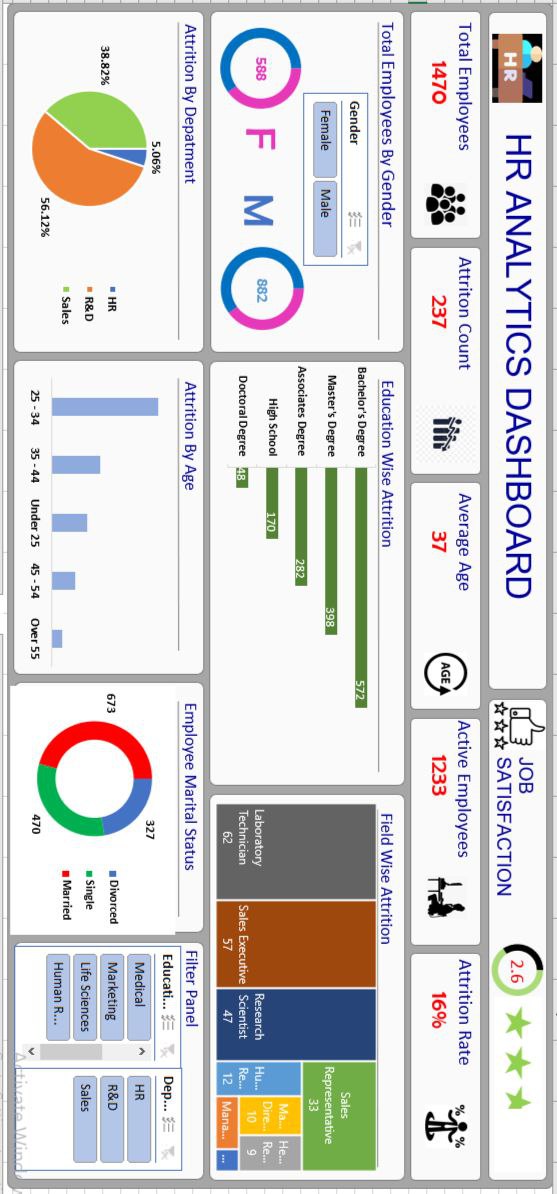 HR
HR ANALYTICS DASHBOARD
JOB
SATISFACTION
2.6
Total Employees
1470
Attriton Count
237
Average Age
37
AGE
Active Employees
1233
Attrition Rate
16%
% %
Total Employees By Gender
Gender
Female
Male
588
F
M
882
Education Wise Attrition
Bachelor's Degree
572
Master's Degree
398
Associates Degree
282
High School
170
Doctoral Degree
48
Field Wise Attrition
Laboratory
Technician
62
Sales Executive
57
Research
Scientist
47
Sales
Representative
33
Hu...
Re...
12
Ma...
Dire...
10
He...
Re...
9
Mana...
...
Attrition By Depatment
5.06%
38.82%
56.12%
HR
R&D
Sales
Attrition By Age
25 - 34
35 - 44
Under 25
45 - 54
Over 55
Employee Marital Status
327
673
470
Divorced
Single
Married
Filter Panel
Educati...
Medical
Marketing
Life Sciences
Human R...
Dep...
HR
R&D
Sales
Activate Windo